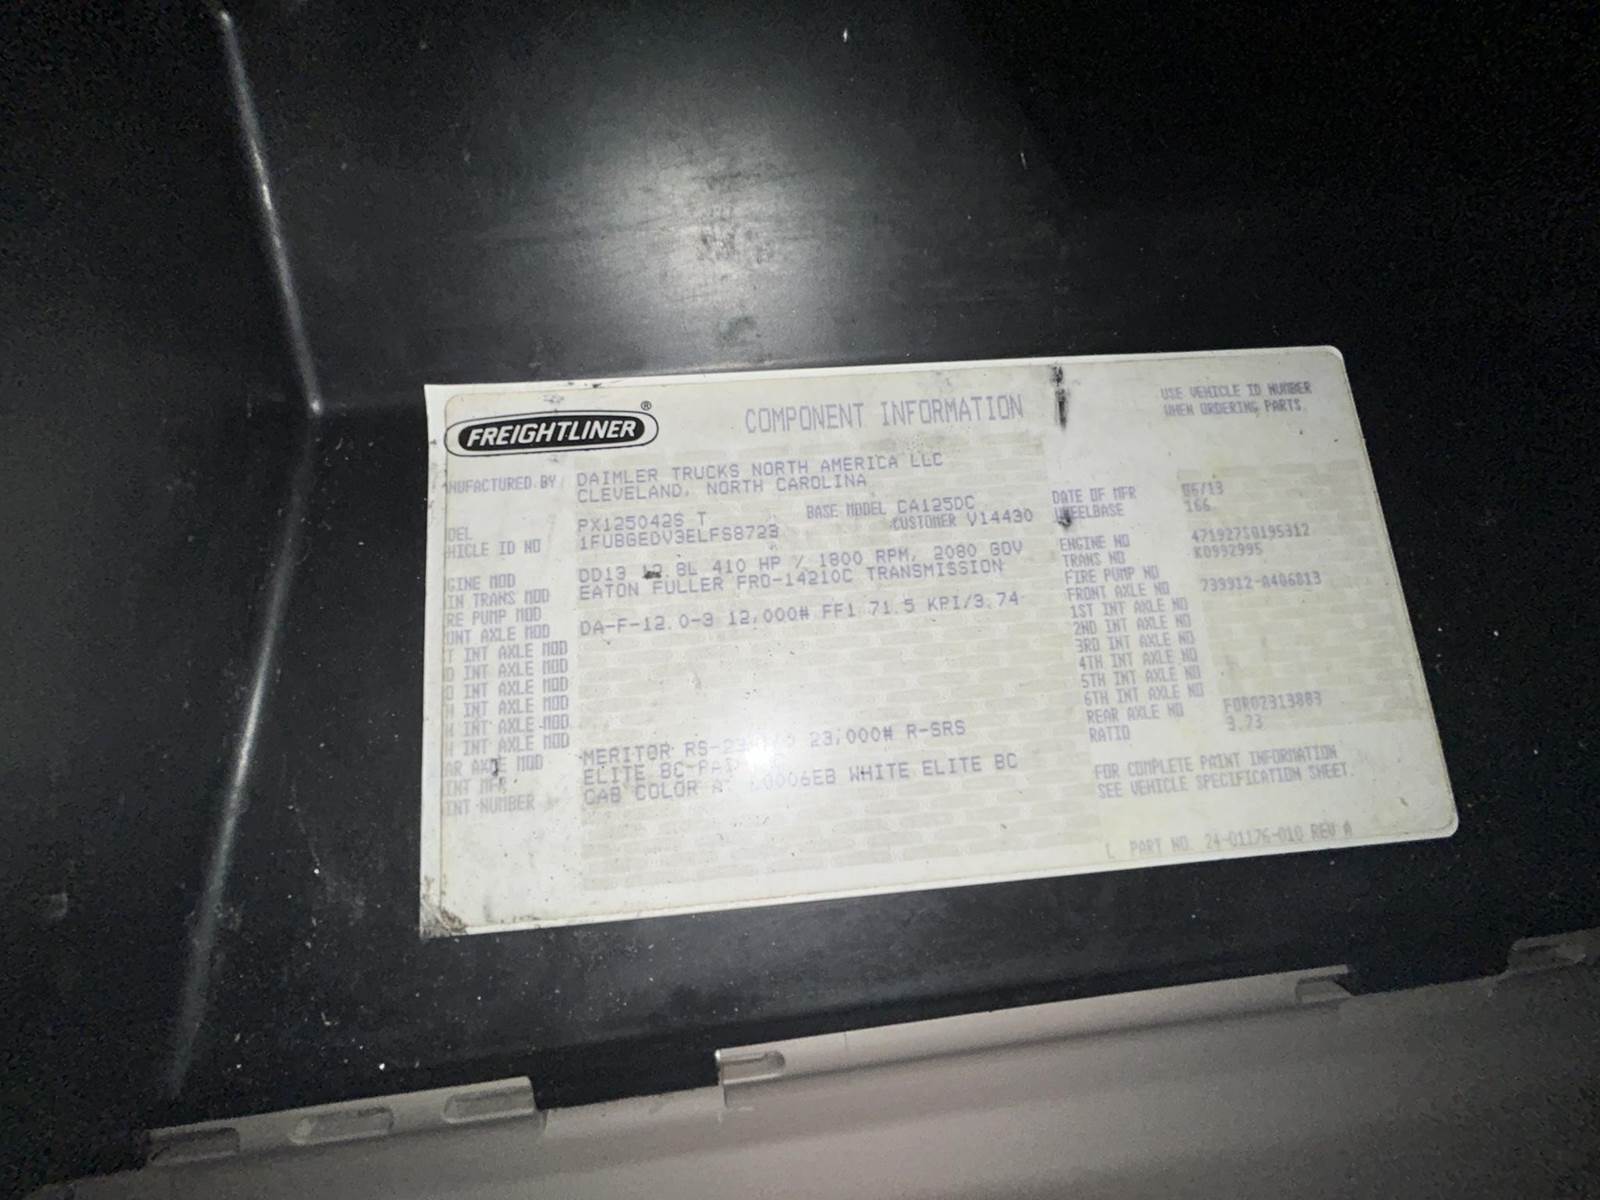 FREIGHTLINER ®
COMPONENT INFORMATION
USE VEHICLE ID NUMBER
WHEN ORDERING PARTS
NUFACTURED BY DAIMLER TRUCKS NORTH AMERICA LLC
CLEVELAND, NORTH CAROLINA
DEL PX125042S T BASE MODEL CA125DC
HICLE ID NO 1FUBGEDV3ELFS8723 CUSTOMER V14430
GINE MOD DD13 8L 410 HP / 1800 RPM, 2080 GOV
IN TRANS MOD EATON FULLER FRO-14210C TRANSMISSION
RE PUMP MOD
ONT AXLE MOD DA-F-12.0-3 12,000# FF1 71.5 KPI/3.74
T INT AXLE MOD
D INT AXLE MOD
D INT AXLE MOD
H INT AXLE MOD
H INT AXLE MOD
H INT AXLE MOD
AR AXLE MOD MERITOR 23,000# R-SRS
INT MFR ELITE
INT NUMBER CAB COLOR WHITE ELITE BC
DATE OF MFR 06/13
WHEELBASE 166
ENGINE NO 471927S0195312
TRANS NO K0992995
FIRE PUMP NO
FRONT AXLE NO 739912-A406813
1ST INT AXLE NO
2ND INT AXLE NO
3RD INT AXLE NO
4TH INT AXLE NO
5TH INT AXLE NO
6TH INT AXLE NO
REAR AXLE NO
RATIO 3.73
FOR COMPLETE PAINT INFORMATION
SEE VEHICLE SPECIFICATION SHEET.
L PART NO. 24-01176-010 REV A